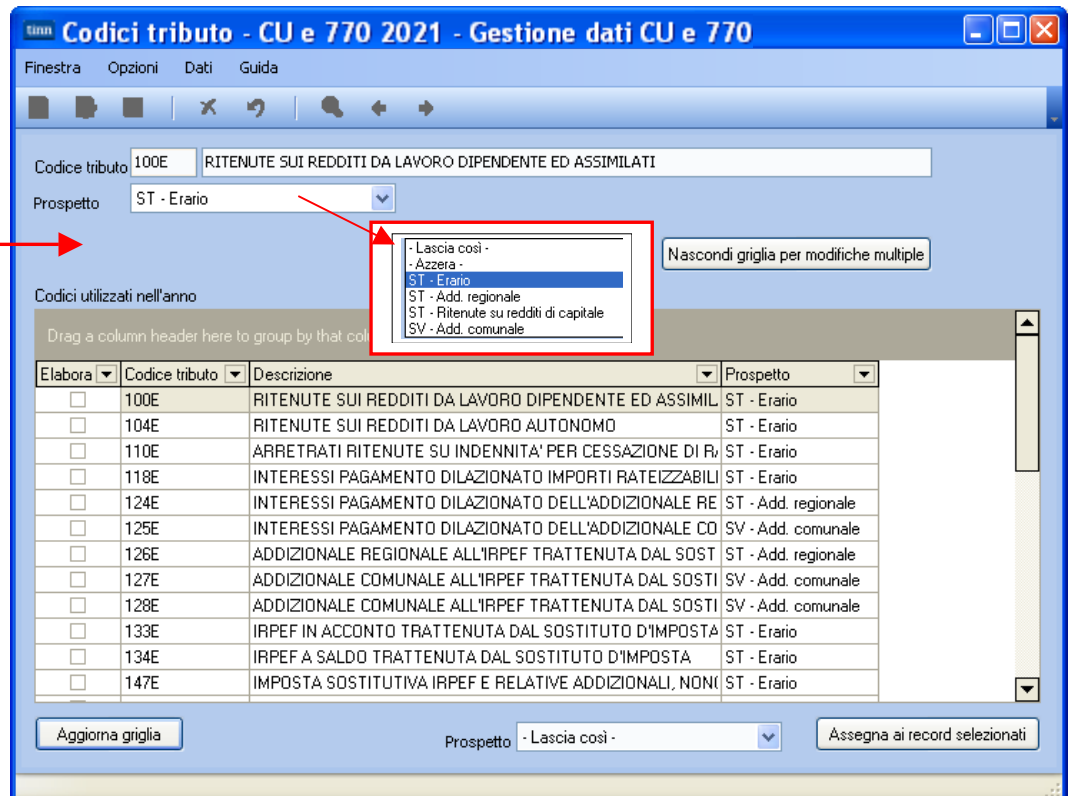 tinn Codici tributo - CU e 770 2021 - Gestione dati CU e 770
Finestra Opzioni Dati Guida
Codice tributo 100E RITENUTE SUI REDDITI DA LAVORO DIPENDENTE ED ASSIMILATI
Prospetto ST - Erario
- Lascia così -
- Azzera -
ST - Erario
ST - Add. regionale
ST - Ritenute su redditi di capitale
SV - Add. comunale
Nascondi griglia per modifiche multiple
Codici utilizzati nell'anno
Drag a column header here to group by that col
Elabora Codice tributo Descrizione Prospetto
100E RITENUTE SUI REDDITI DA LAVORO DIPENDENTE ED ASSIMIL ST - Erario
104E RITENUTE SUI REDDITI DA LAVORO AUTONOMO ST - Erario
110E ARRETRATI RITENUTE SU INDENNITA' PER CESSAZIONE DI RA ST - Erario
118E INTERESSI PAGAMENTO DILAZIONATO IMPORTI RATEIZZABILI ST - Erario
124E INTERESSI PAGAMENTO DILAZIONATO DELL'ADDIZIONALE RE ST - Add. regionale
125E INTERESSI PAGAMENTO DILAZIONATO DELL'ADDIZIONALE CO SV - Add. comunale
126E ADDIZIONALE REGIONALE ALL'IRPEF TRATTENUTA DAL SOST ST - Add. regionale
127E ADDIZIONALE COMUNALE ALL'IRPEF TRATTENUTA DAL SOSTI SV - Add. comunale
128E ADDIZIONALE COMUNALE ALL'IRPEF TRATTENUTA DAL SOSTI SV - Add. comunale
133E IRPEF IN ACCONTO TRATTENUTA DAL SOSTITUTO D'IMPOSTA ST - Erario
134E IRPEF A SALDO TRATTENUTA DAL SOSTITUTO D'IMPOSTA ST - Erario
147E IMPOSTA SOSTITUTIVA IRPEF E RELATIVE ADDIZIONALI, NON( ST - Erario
Aggiorna griglia Prospetto - Lascia così - Assegna ai record selezionati